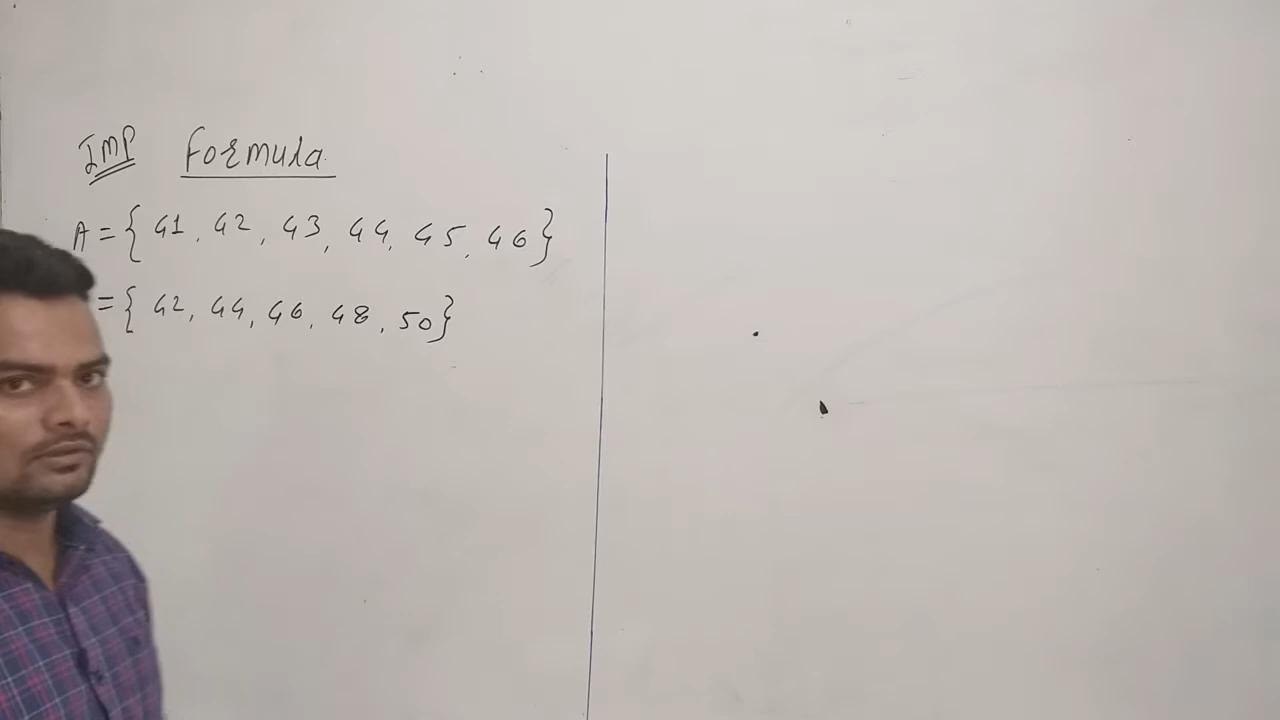 IMP Formula
A = { 41, 42, 43, 44, 45, 46 }
= { 42, 44, 46, 48, 50 }